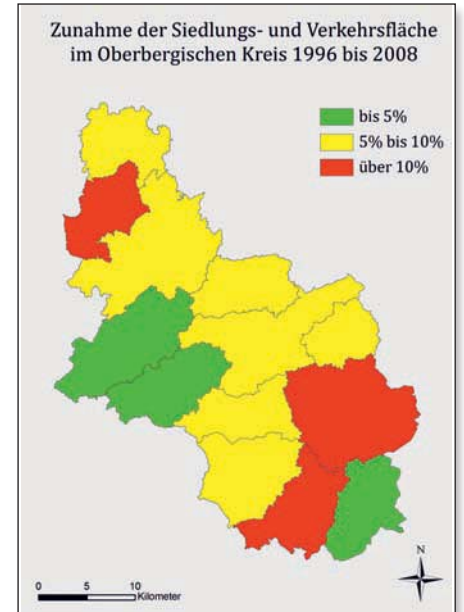 Zunahme der Siedlungs- und Verkehrsfläche
im Oberbergischen Kreis 1996 bis 2008
bis 5%
5% bis 10%
über 10%
N
0 5 10
Kilometer